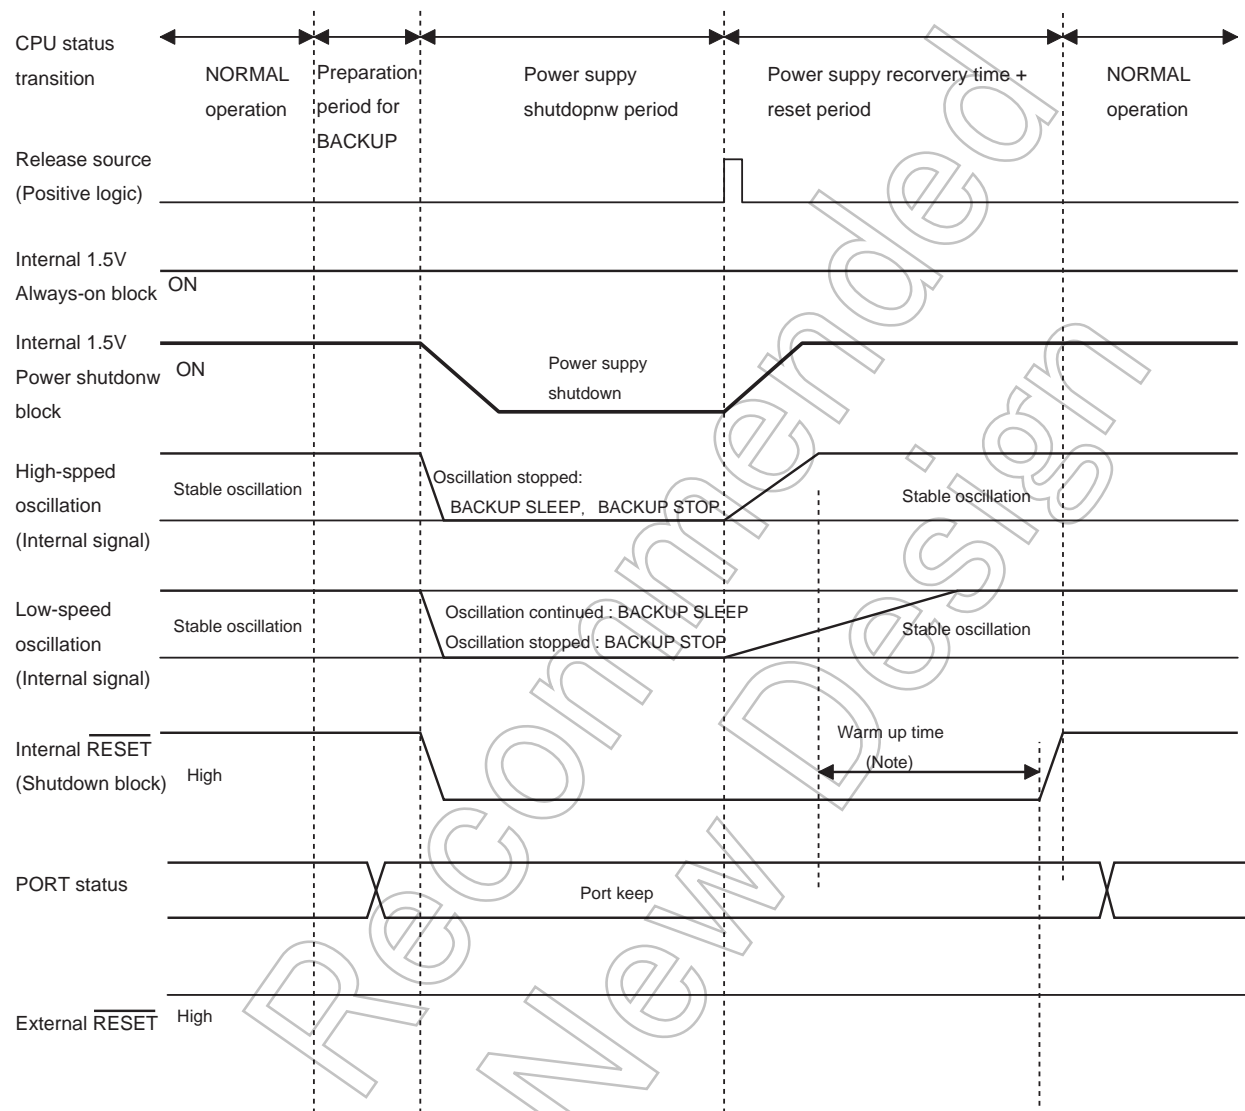 CPU status
transition
NORMAL
operation
Preparation
period for
BACKUP
Power suppy
shutdopnw period
Power suppy recorvery time +
reset period
NORMAL
operation
Release source
(Positive logic)
Internal 1.5V
Always-on block
ON
Internal 1.5V
Power shutdonw
block
ON
Power suppy
shutdown
High-spped
oscillation
(Internal signal)
Stable oscillation
Oscillation stopped:
BACKUP SLEEP, BACKUP STOP
Stable oscillation
Low-speed
oscillation
(Internal signal)
Stable oscillation
Oscillation continued : BACKUP SLEEP
Oscillation stopped : BACKUP STOP
Stable oscillation
Internal RESET
(Shutdown block)
High
Warm up time
(Note)
PORT status
Port keep
External RESET
High
Recommended
New Design